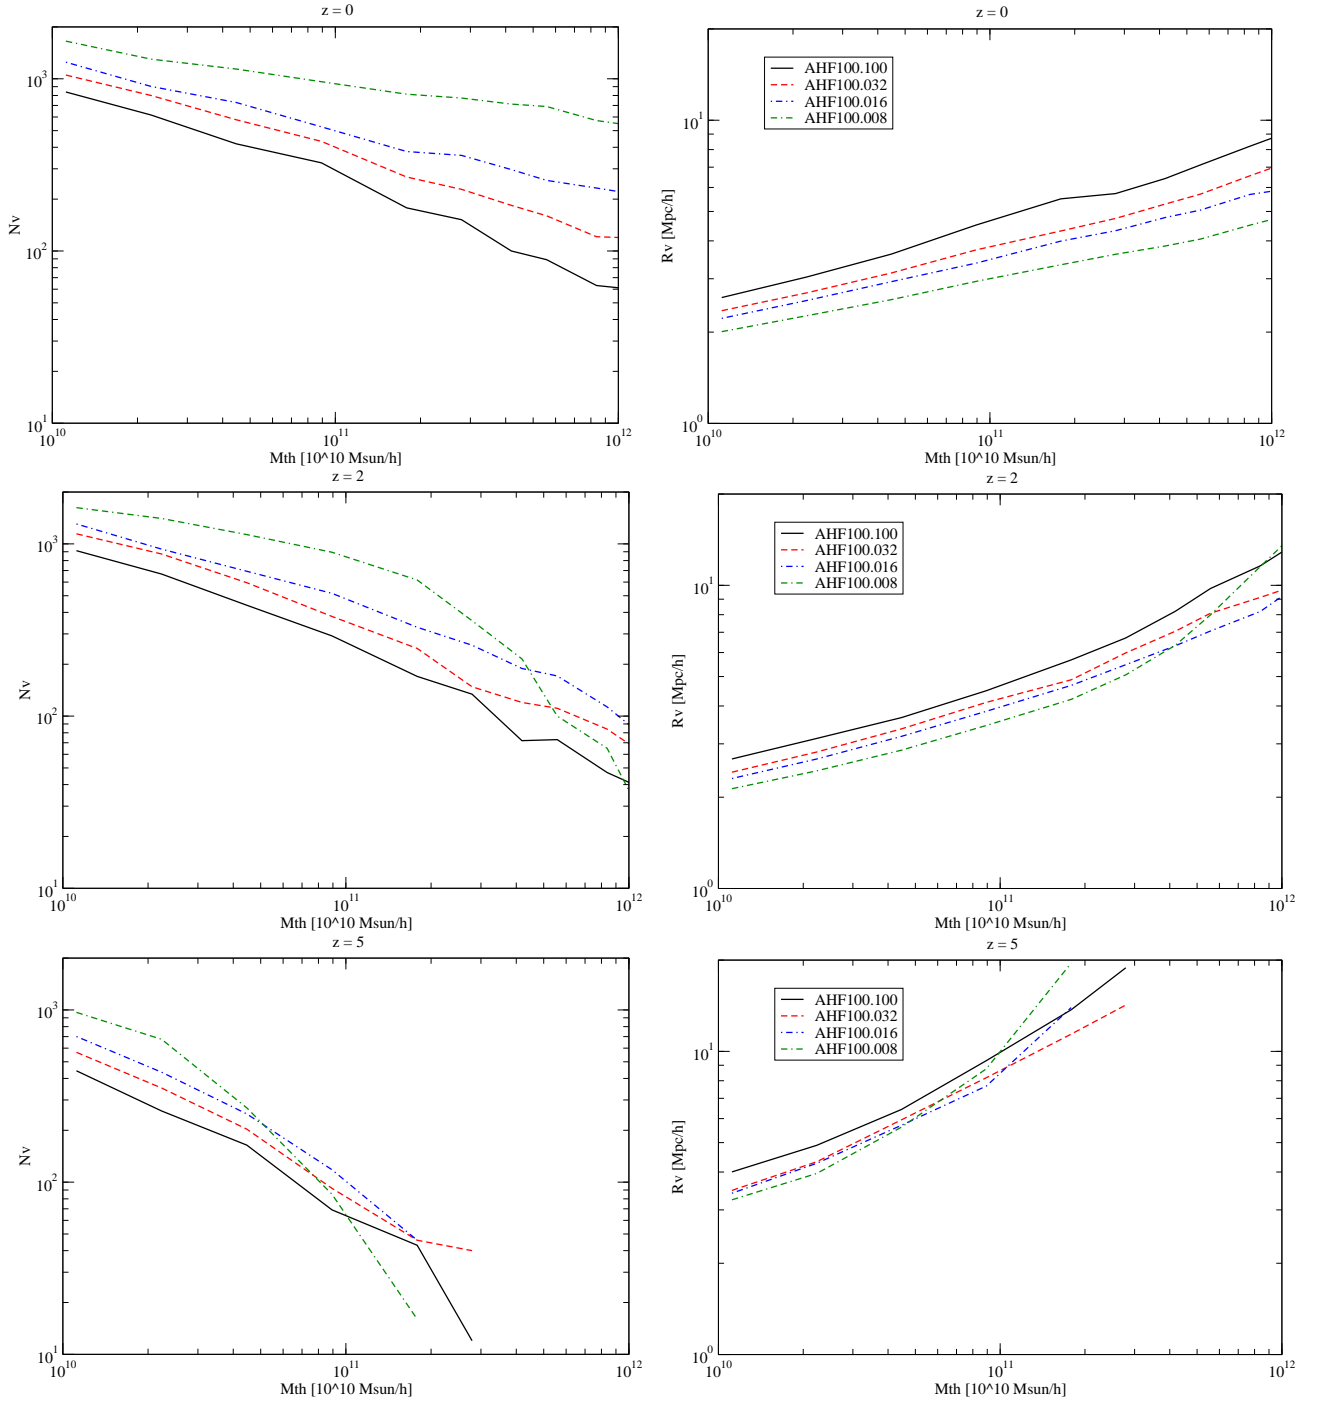 z = 0
10^3
Nv
10^2
10^1
10^10
10^11
10^12
Mth [10^10 Msun/h]
z = 0
AHF100.100
AHF100.032
AHF100.016
AHF100.008
10^1
Rv [Mpc/h]
10^0
10^10
10^11
10^12
Mth [10^10 Msun/h]
z = 2
10^3
Nv
10^2
10^1
10^10
10^11
10^12
Mth [10^10 Msun/h]
z = 2
AHF100.100
AHF100.032
AHF100.016
AHF100.008
10^1
Rv [Mpc/h]
10^0
10^10
10^11
10^12
Mth [10^10 Msun/h]
z = 5
10^3
Nv
10^2
10^1
10^10
10^11
10^12
Mth [10^10 Msun/h]
z = 5
AHF100.100
AHF100.032
AHF100.016
AHF100.008
10^1
Rv [Mpc/h]
10^0
10^10
10^11
10^12
Mth [10^10 Msun/h]